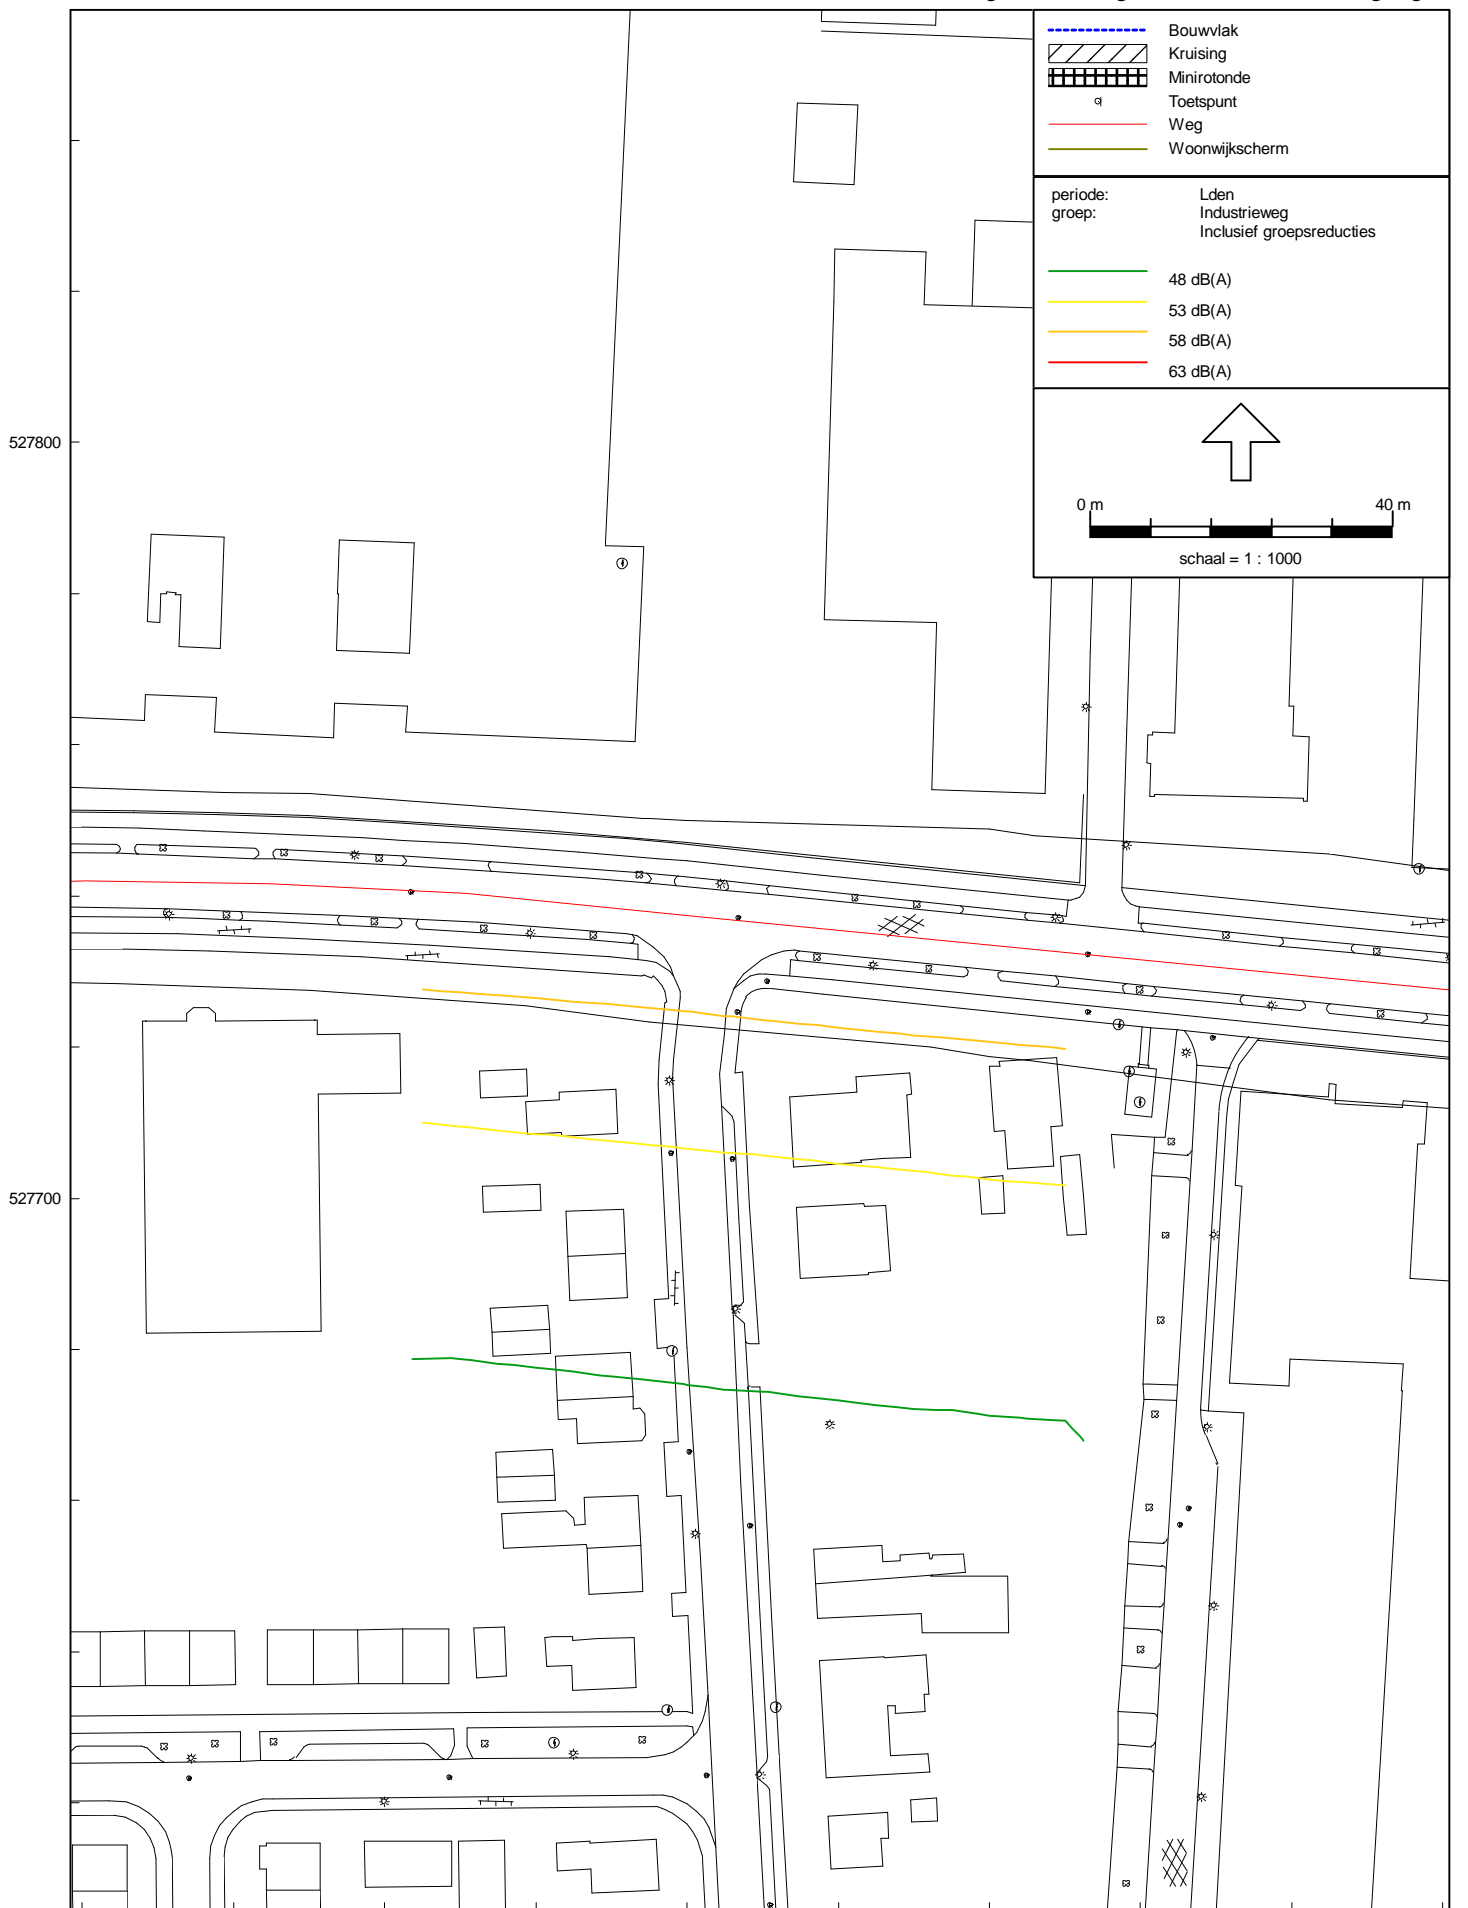 Bouwvlak
Kruising
Minirotonde
Toetspunt
Weg
Woonwijkscherm
periode: Lden
groep: Industrieweg
Inclusief groepsreducties
48 dB(A)
53 dB(A)
58 dB(A)
63 dB(A)
0 m 40 m
schaal = 1 : 1000
527800
527700